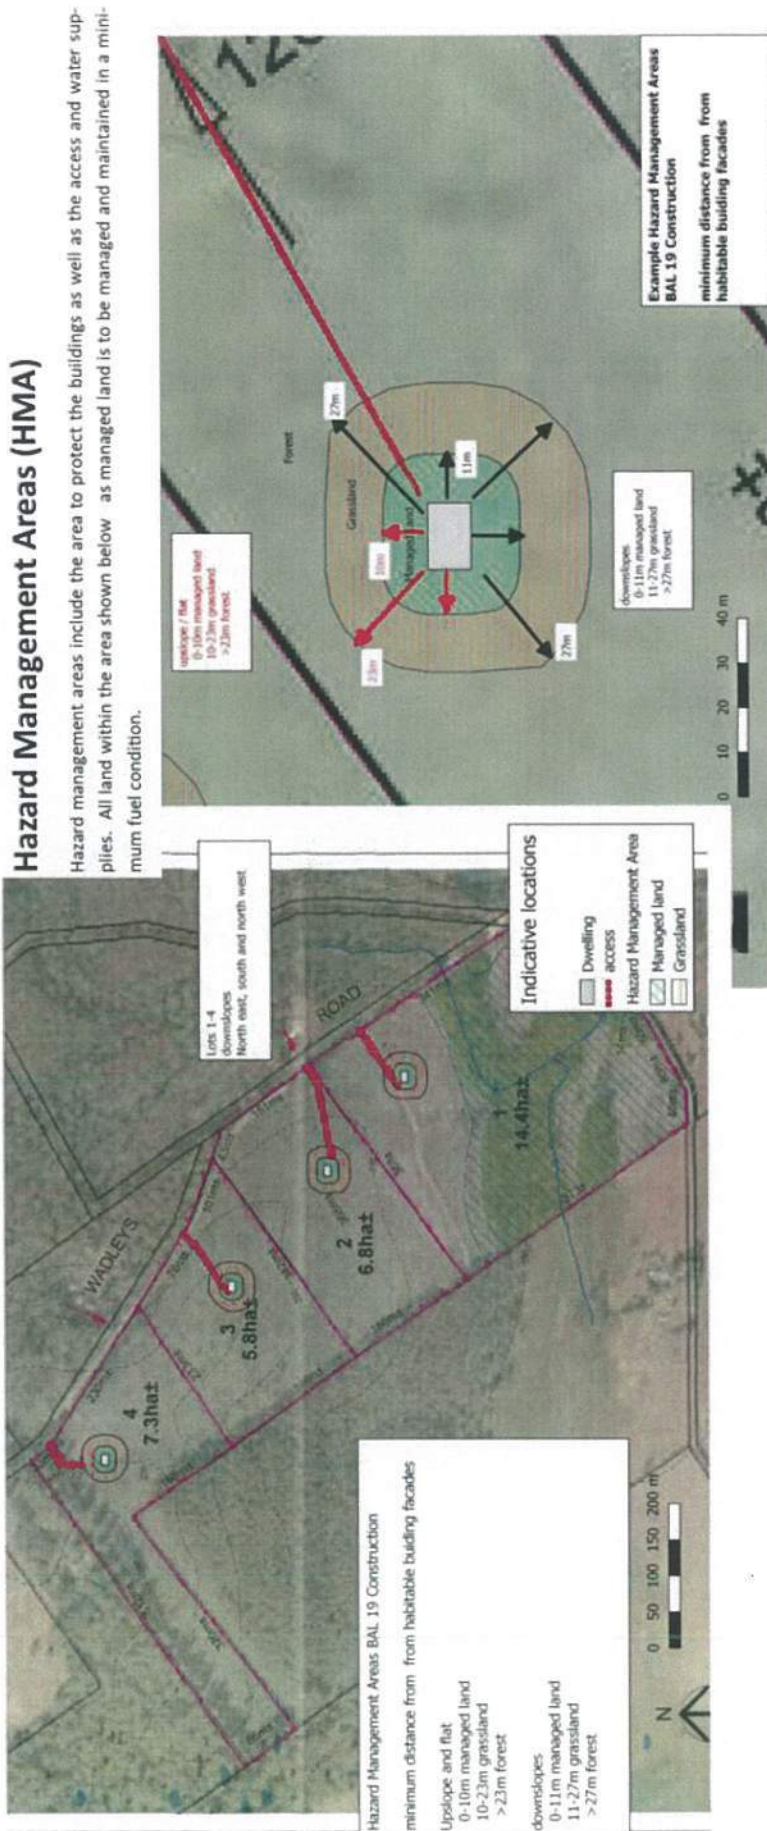 Hazard Management Areas (HMA)
Hazard management areas include the area to protect the buildings as well as the access and water sup-
plies. All land within the area shown below as managed land is to be managed and maintained in a mini-
mum fuel condition.
Lots 1-4
downslopes
North east, south and north west
WADLEYS
ROAD
4
7.3ha±
3
5.8ha±
2
6.8ha±
1
14.4ha±
Indicative locations
Dwelling
access
Hazard Management Area
Managed land
Grassland
Hazard Management Areas BAL 19 Construction
minimum distance from from habitable buiding facades
Upslope and flat
0-10m managed land
10-23m grassland
>23m forest
downslopes
0-11m managed land
11-27m grassland
>27m forest
N
0 50 100 150 200 m
upslope / flat
0-10m managed land
10-23m grassland
>23m forest
Forest
Grassland
Managed land
27m
10m
11m
23m
27m
downslopes
0-11m managed land
11-27m grassland
>27m forest
0 10 20 30 40 m
Example Hazard Management Areas
BAL 19 Construction
minimum distance from from
habitable buiding facades